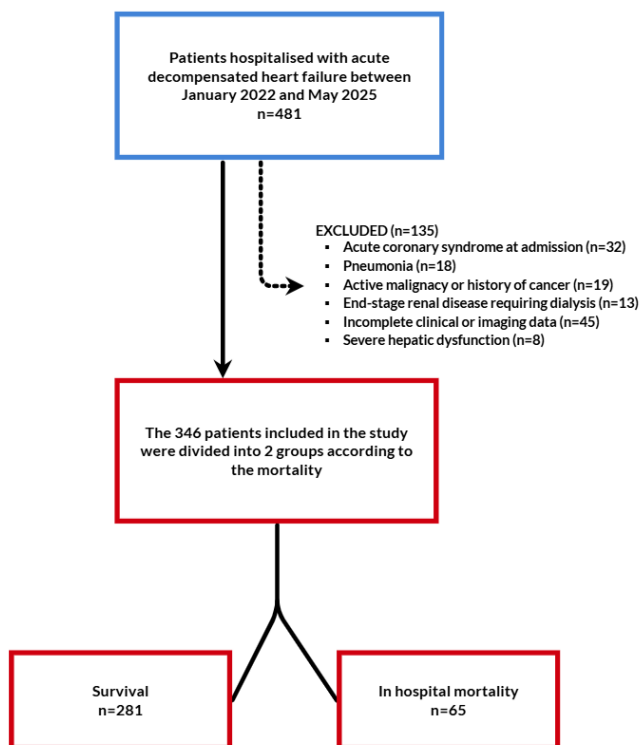 Patients hospitalised with acute
decompensated heart failure between
January 2022 and May 2025
n=481
EXCLUDED (n=135)
▪ Acute coronary syndrome at admission (n=32)
▪ Pneumonia (n=18)
▪ Active malignancy or history of cancer (n=19)
▪ End-stage renal disease requiring dialysis (n=13)
▪ Incomplete clinical or imaging data (n=45)
▪ Severe hepatic dysfunction (n=8)
The 346 patients included in the study
were divided into 2 groups according to
the mortality
Survival
n=281
In hospital mortality
n=65